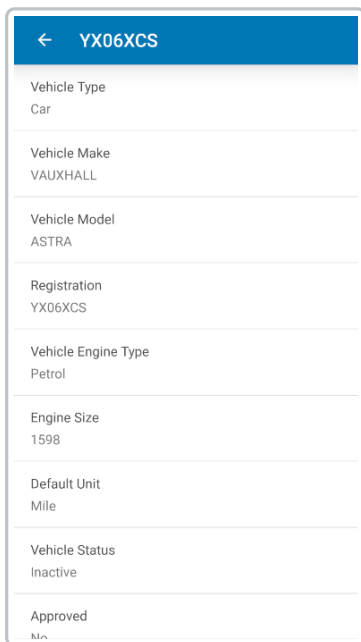 YX06XCS
Vehicle Type
Car
Vehicle Make
VAUXHALL
Vehicle Model
ASTRA
Registration
YX06XCS
Vehicle Engine Type
Petrol
Engine Size
1598
Default Unit
Mile
Vehicle Status
Inactive
Approved
No